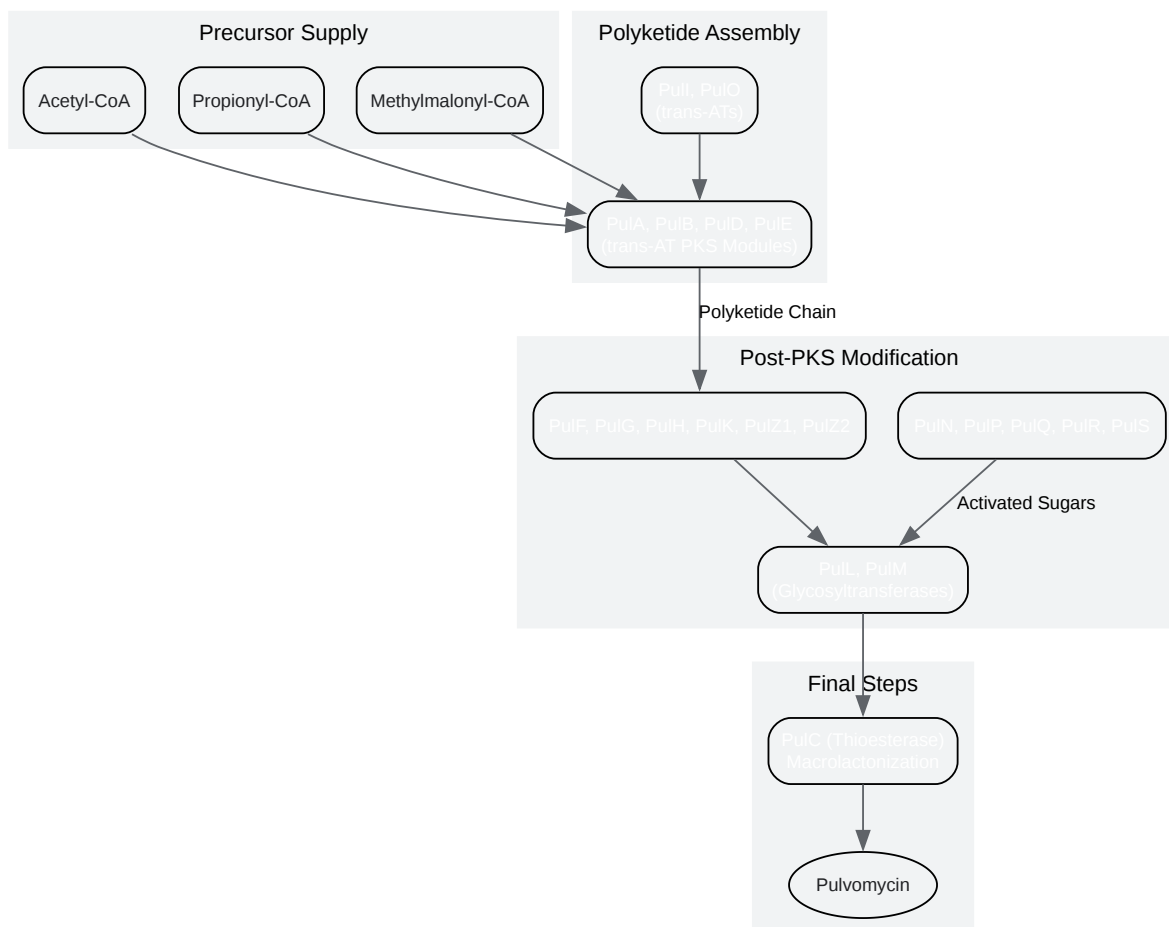 Precursor Supply
Polyketide Assembly
Acetyl-CoA
Propionyl-CoA
Methylmalonyl-CoA
PulI, PulO
(trans-ATs)
PulA, PulB, PulD, PulE
(trans-AT PKS Modules)
Polyketide Chain
Post-PKS Modification
PulF, PulG, PulH, PulK, PulZ1, PulZ2
PulN, PulP, PulQ, PulR, PulS
Activated Sugars
PulL, PulM
(Glycosyltransferases)
Final Steps
PulC (Thioesterase)
Macrolactonization
Pulvomycin